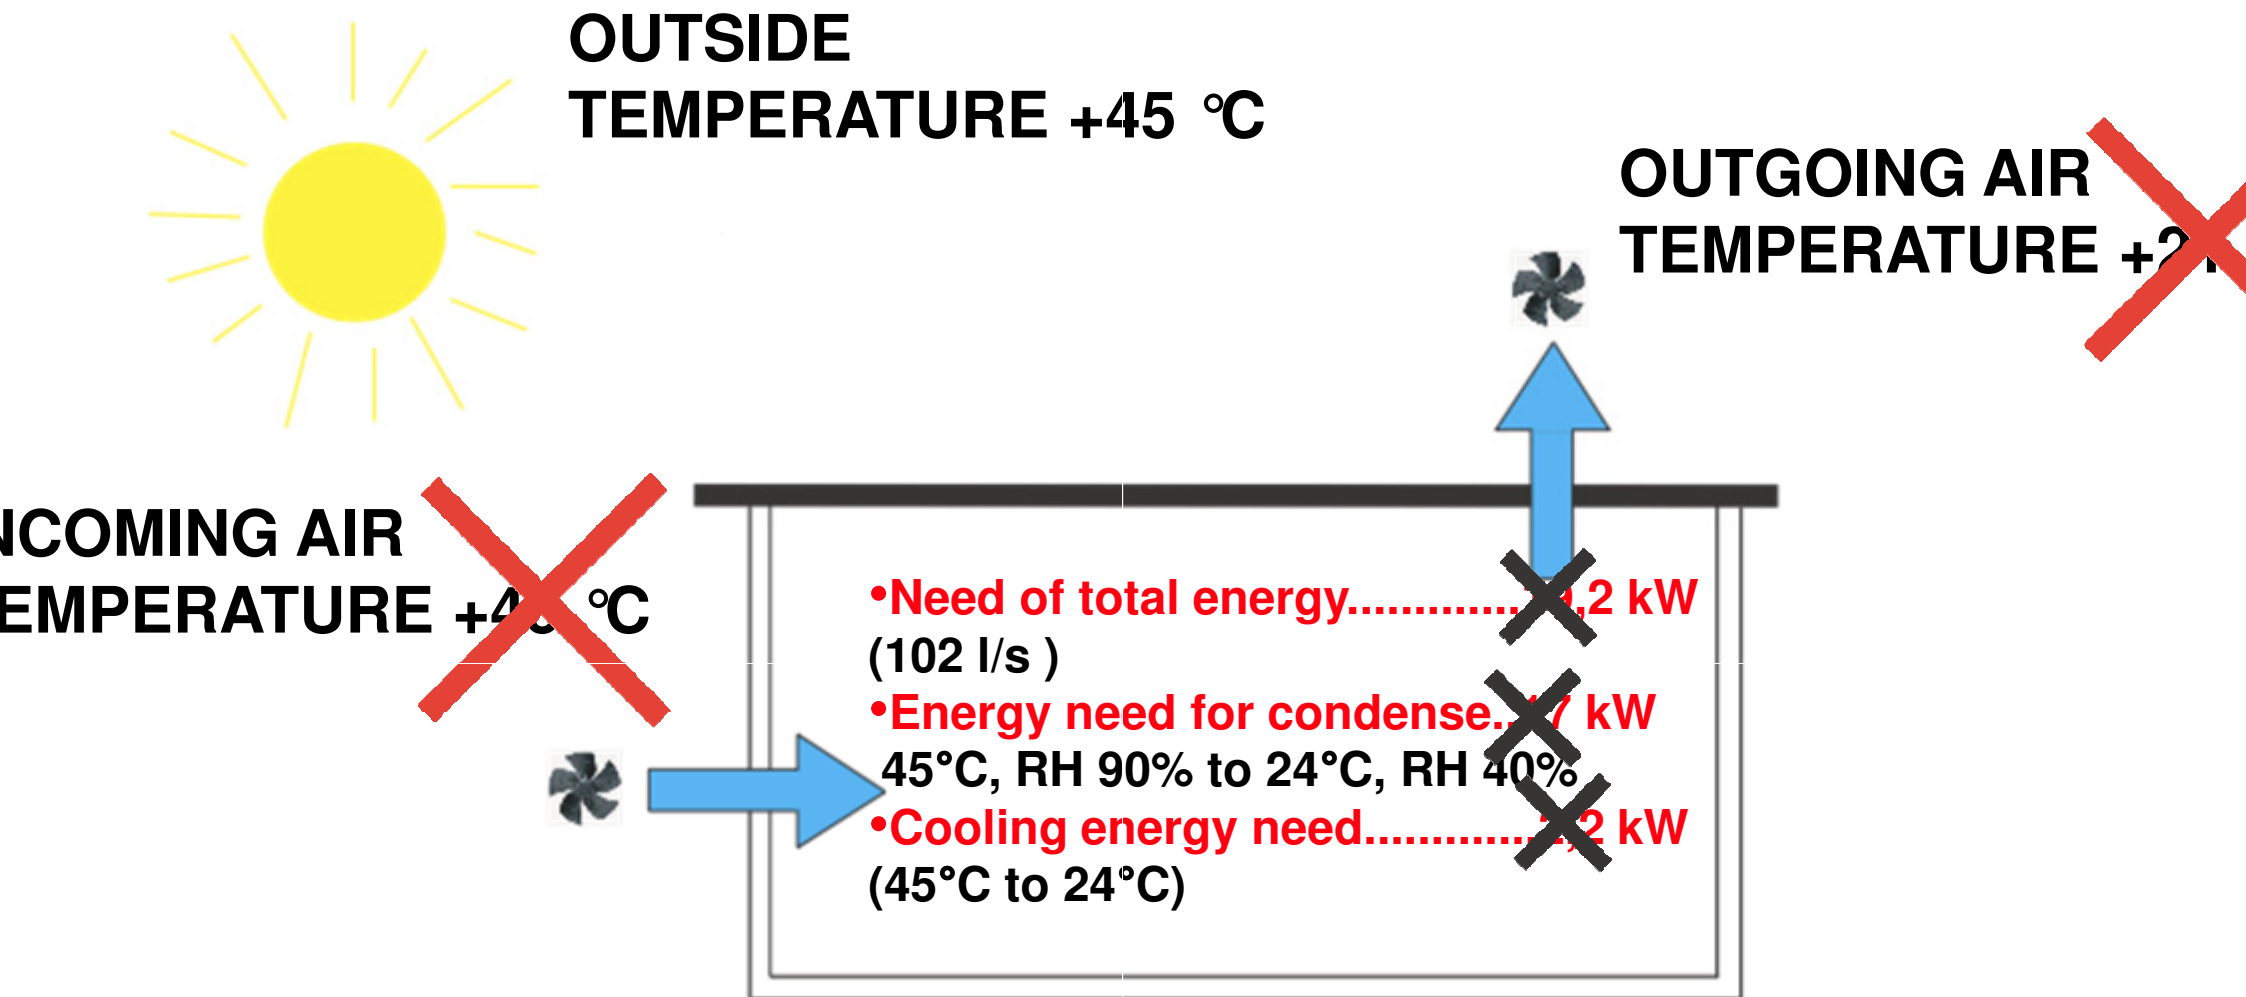 OUTSIDE
TEMPERATURE +45 °C
OUTGOING AIR
TEMPERATURE
NCOMING AIR
EMPERATURE °C
•Need of total energy............. kW
(102 l/s )
•Energy need for condense.. kW
45°C, RH 90% to 24°C, RH 40%
•Cooling energy need............. kW
(45°C to 24°C)